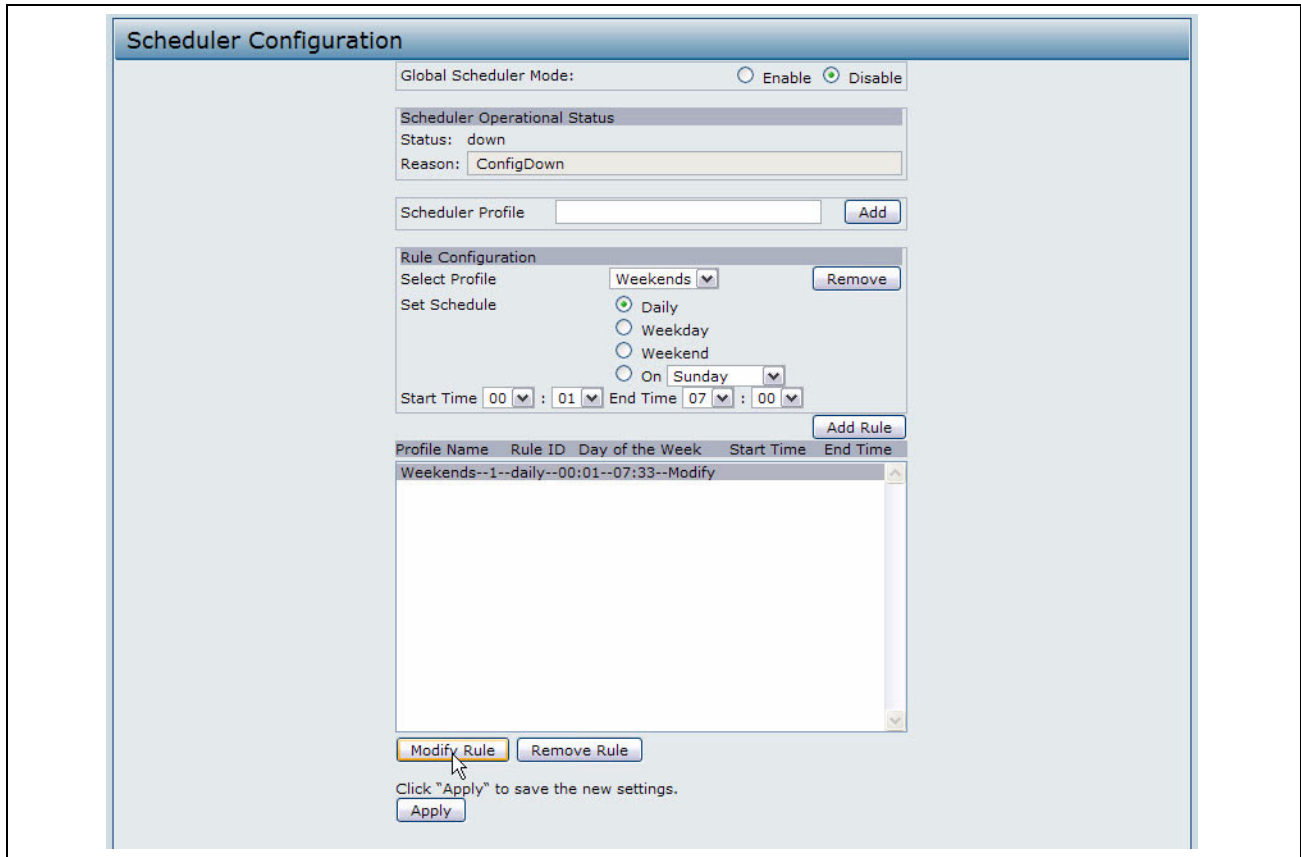 Scheduler Configuration
Global Scheduler Mode: Enable Disable
Scheduler Operational Status
Status: down
Reason: ConfigDown
Scheduler Profile Add
Rule Configuration
Select Profile Weekends Remove
Set Schedule Daily
Weekday
Weekend
On Sunday
Start Time 00 : 01 End Time 07 : 00
Add Rule
Profile Name Rule ID Day of the Week Start Time End Time
Weekends--1--daily--00:01--07:33--Modify
Modify Rule Remove Rule
Click "Apply" to save the new settings.
Apply